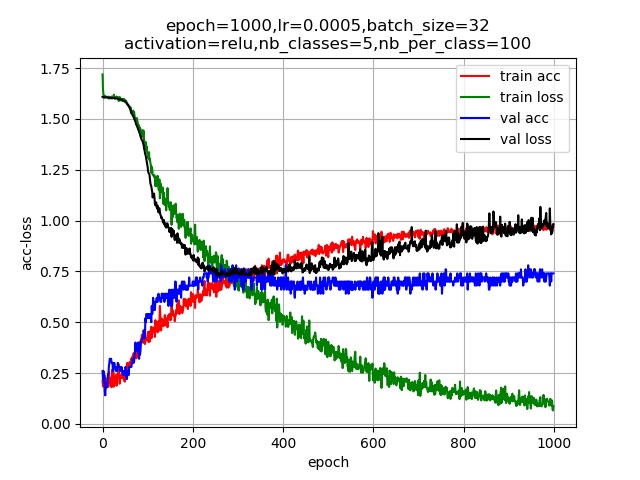 epoch=1000,lr=0.0005,batch_size=32
activation=relu,nb_classes=5,nb_per_class=100
train acc
train loss
val acc
val loss
acc-loss
1.75
1.50
1.25
1.00
0.75
0.50
0.25
0.00
0 200 400 600 800 1000
epoch